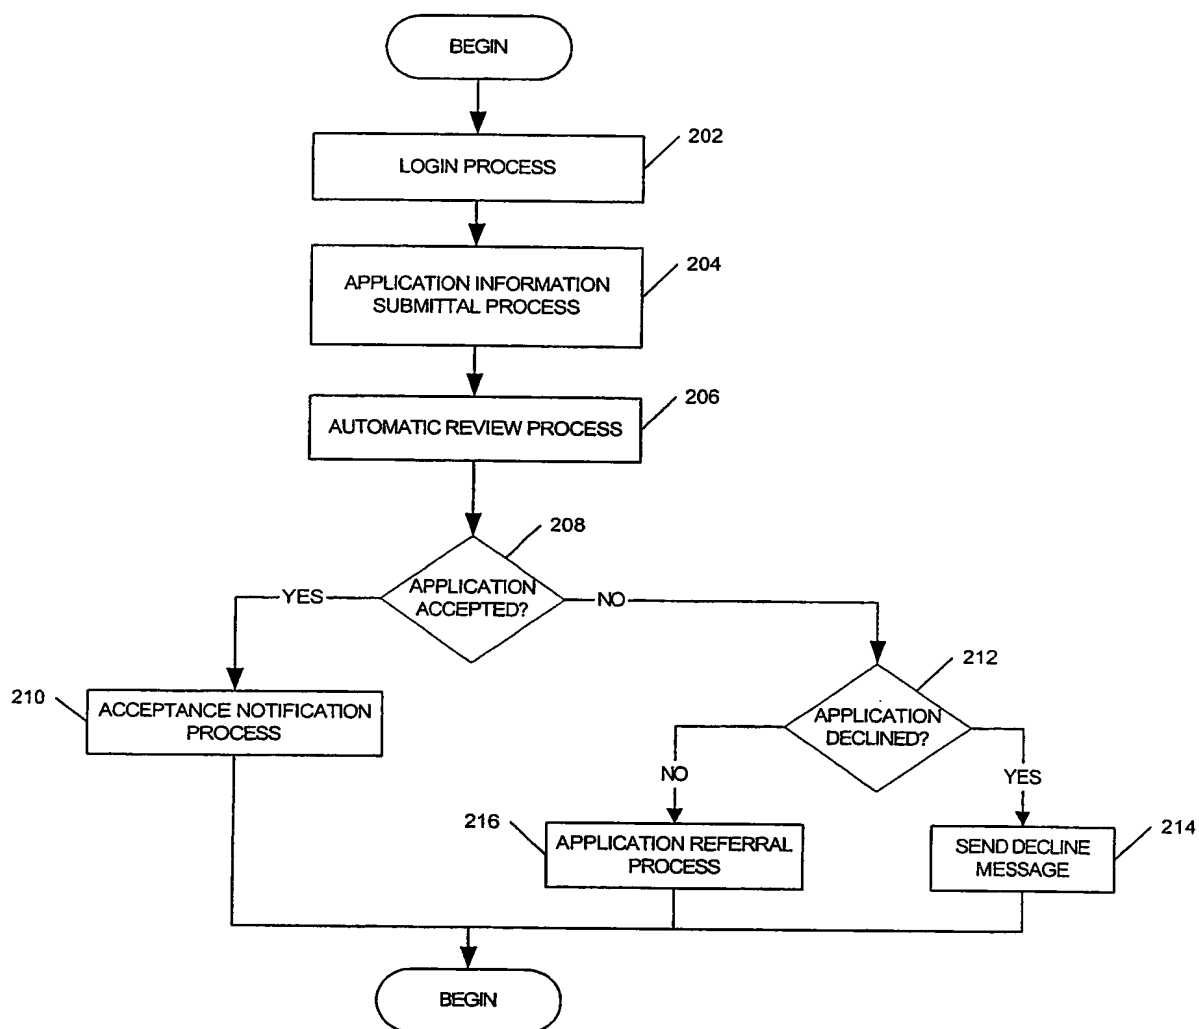 BEGIN
202
LOGIN PROCESS
204
APPLICATION INFORMATION
SUBMITTAL PROCESS
206
AUTOMATIC REVIEW PROCESS
208
APPLICATION
ACCEPTED?
YES
NO
212
210
ACCEPTANCE NOTIFICATION
PROCESS
APPLICATION
DECLINED?
NO
YES
216
APPLICATION REFERRAL
PROCESS
214
SEND DECLINE
MESSAGE
BEGIN